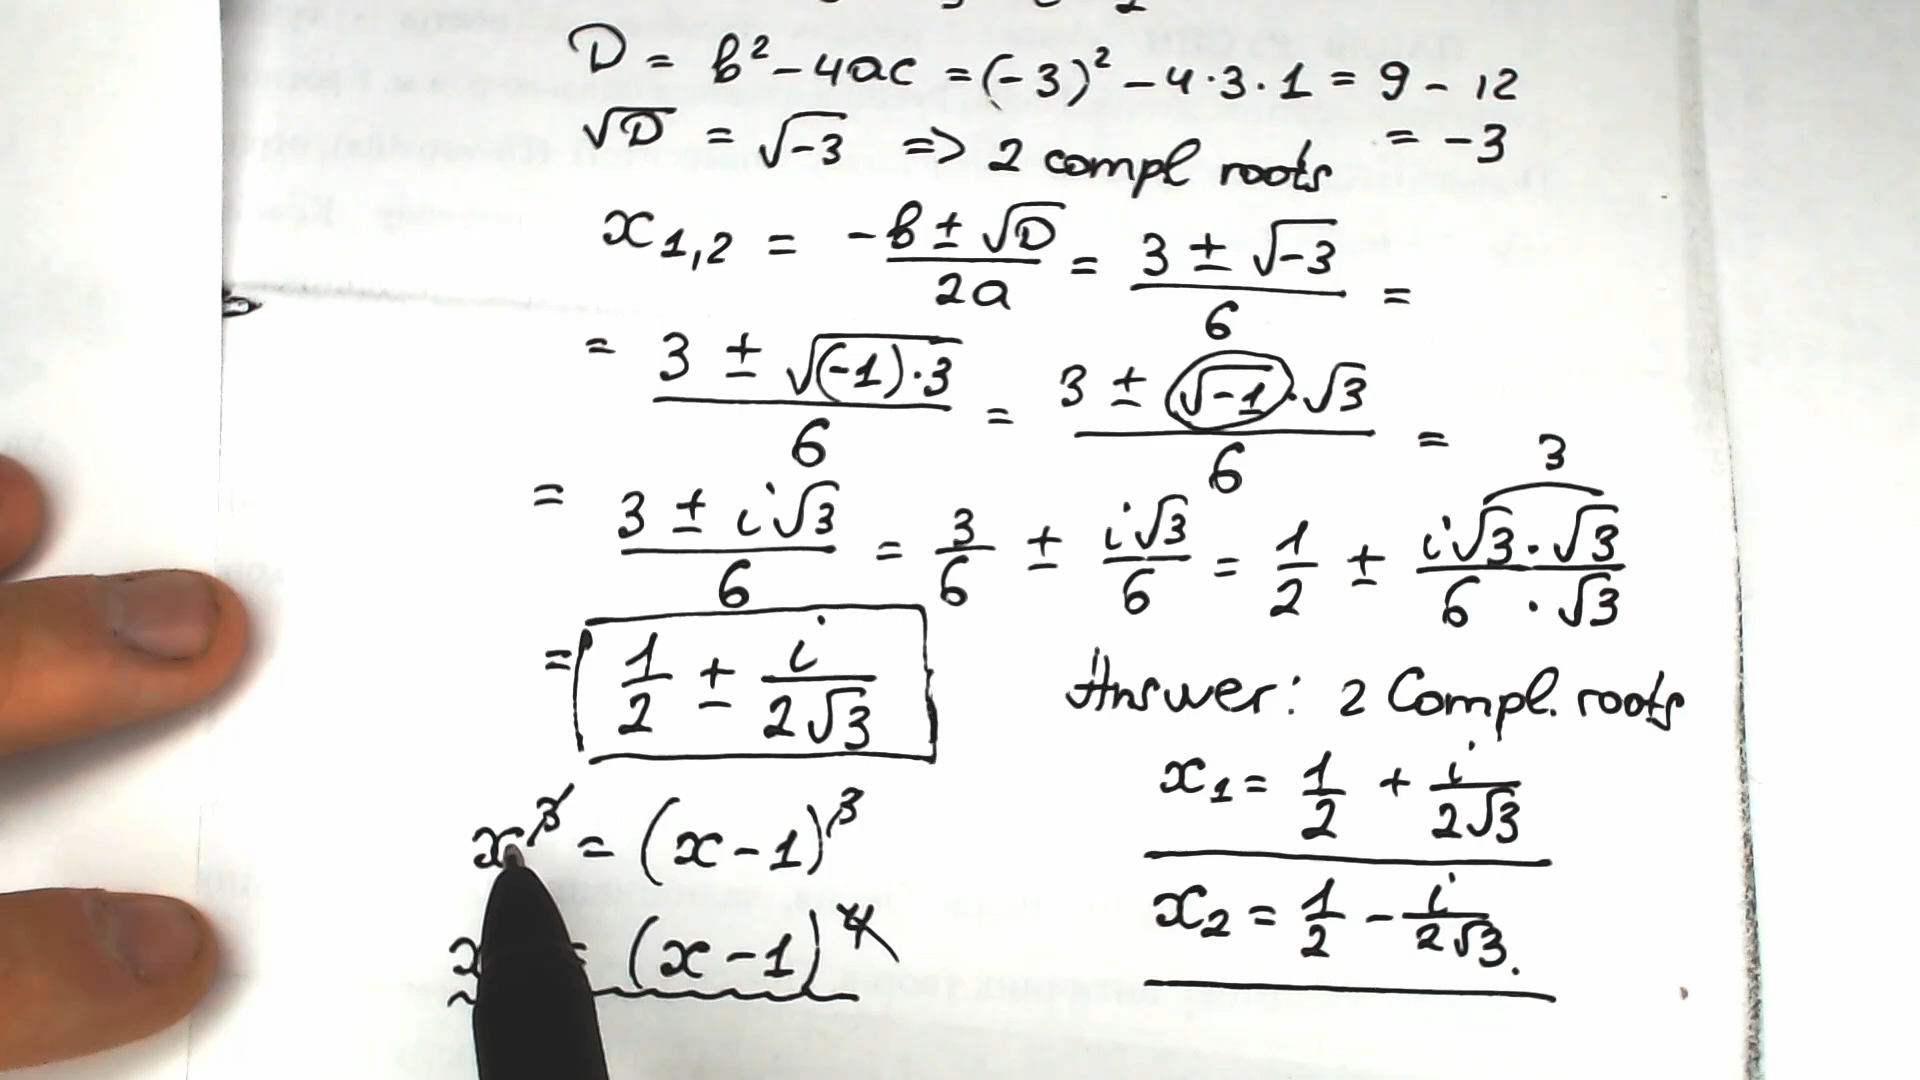 D = b² - 4ac = (-3)² - 4·3·1 = 9 - 12
= -3
√D = √-3 => 2 compl roots
x₁,₂ = (-b ± √D)/(2a) = (3 ± √-3)/6 =
= (3 ± √((-1)·3))/6 = (3 ± √-1·√3)/6 =
3
= (3 ± i√3)/6 = 3/6 ± i√3/6 = 1/2 ± (i√3·√3)/(6·√3)
= 1/2 ± i/(2√3)
Answer: 2 Compl. roots
x₁ = 1/2 + i/(2√3)
x₂ = 1/2 - i/(2√3).
x³ = (x-1)³
x = (x-1)⁴